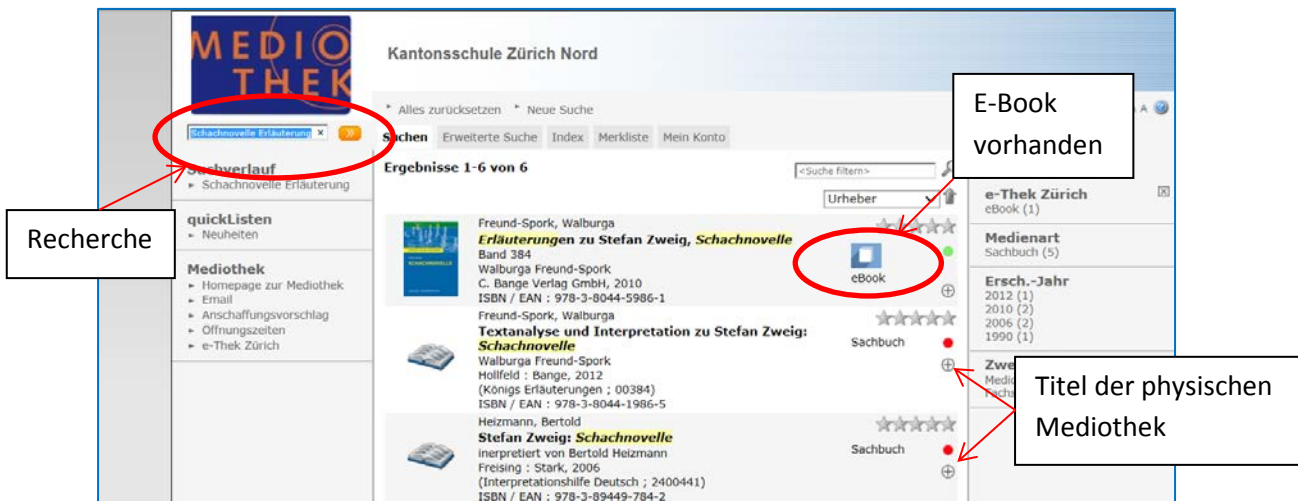 MEDIO
THEK
Kantonsschule Zürich Nord
Alles zurücksetzen Neue Suche
A
Schachnovelle Erläuterung ×
Suchen Erweiterte Suche Index Merkliste Mein Konto
E-Book
vorhanden
Recherche
Suchverlauf
Schachnovelle Erläuterung
quickListen
Neuheiten
Mediothek
Homepage zur Mediothek
Email
Anschaffungsvorschlag
Öffnungszeiten
e-Thek Zürich
Ergebnisse 1-6 von 6
<Suche filtern>
Urheber
Freund-Spork, Walburga
Erläuterungen zu Stefan Zweig, Schachnovelle
Band 384
Walburga Freund-Spork
C. Bange Verlag GmbH, 2010
ISBN / EAN : 978-3-8044-5986-1
eBook
Freund-Spork, Walburga
Textanalyse und Interpretation zu Stefan Zweig:
Schachnovelle
Walburga Freund-Spork
Hollfeld : Bange, 2012
(Königs Erläuterungen ; 00384)
ISBN / EAN : 978-3-8044-1986-5
Sachbuch
Heizmann, Bertold
Stefan Zweig: Schachnovelle
inerpretiert von Bertold Heizmann
Freising : Stark, 2006
(Interpretationshilfe Deutsch ; 2400441)
ISBN / EAN : 978-3-89449-784-2
Sachbuch
e-Thek Zürich
eBook (1)
Medienart
Sachbuch (5)
Ersch.-Jahr
2012 (1)
2010 (2)
2006 (2)
1990 (1)
Titel der physischen
Mediothek